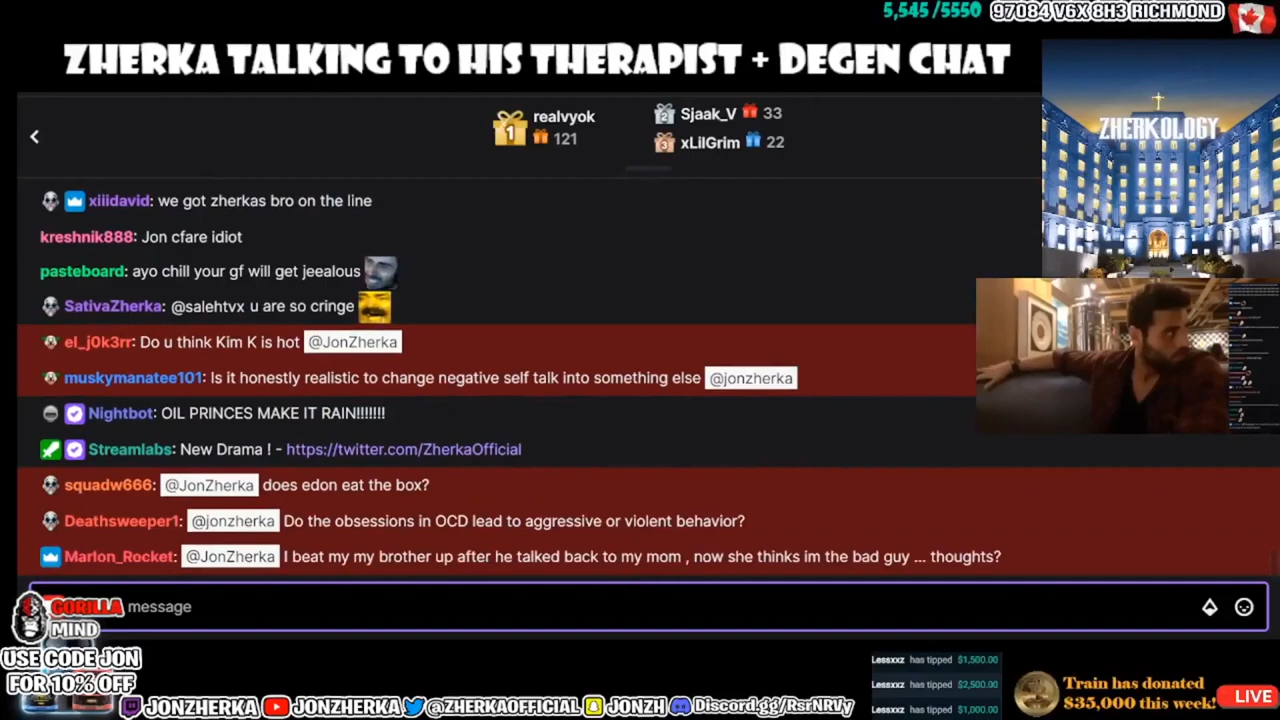 5,545 /5550
97084 V6X 8H3 RICHMOND
ZHERKA TALKING TO HIS THERAPIST + DEGEN CHAT
ZHERKOLOGY
1 realvyok
121
2 Sjaak_V 33
3 xLilGrim 22
xiiidavid: we got zherkas bro on the line
kreshnik888: Jon cfare idiot
pasteboard: ayo chill your gf will get jeealous
SativaZherka: @salehtvx u are so cringe
el_j0k3rr: Do u think Kim K is hot @JonZherka
muskymanatee101: Is it honestly realistic to change negative self talk into something else @jonzherka
Nightbot: OIL PRINCES MAKE IT RAIN!!!!!!!
Streamlabs: New Drama ! - https://twitter.com/ZherkaOfficial
squadw666: @JonZherka does edon eat the box?
Deathsweeper1: @jonzherka Do the obsessions in OCD lead to aggressive or violent behavior?
Marlon_Rocket: @JonZherka I beat my my brother up after he talked back to my mom , now she thinks im the bad guy ... thoughts?
message
GORILLA
MIND
USE CODE JON
FOR 10% OFF
JONZHERKA JONZHERKA @ZHERKAOFFICIAL JONZH Discord.gg/RsrNRVy
Lessxxz has tipped $1,500.00
Lessxxz has tipped $2,500.00
Lessxxz has tipped $1,000.00
Train has donated
$35,000 this week!
LIVE